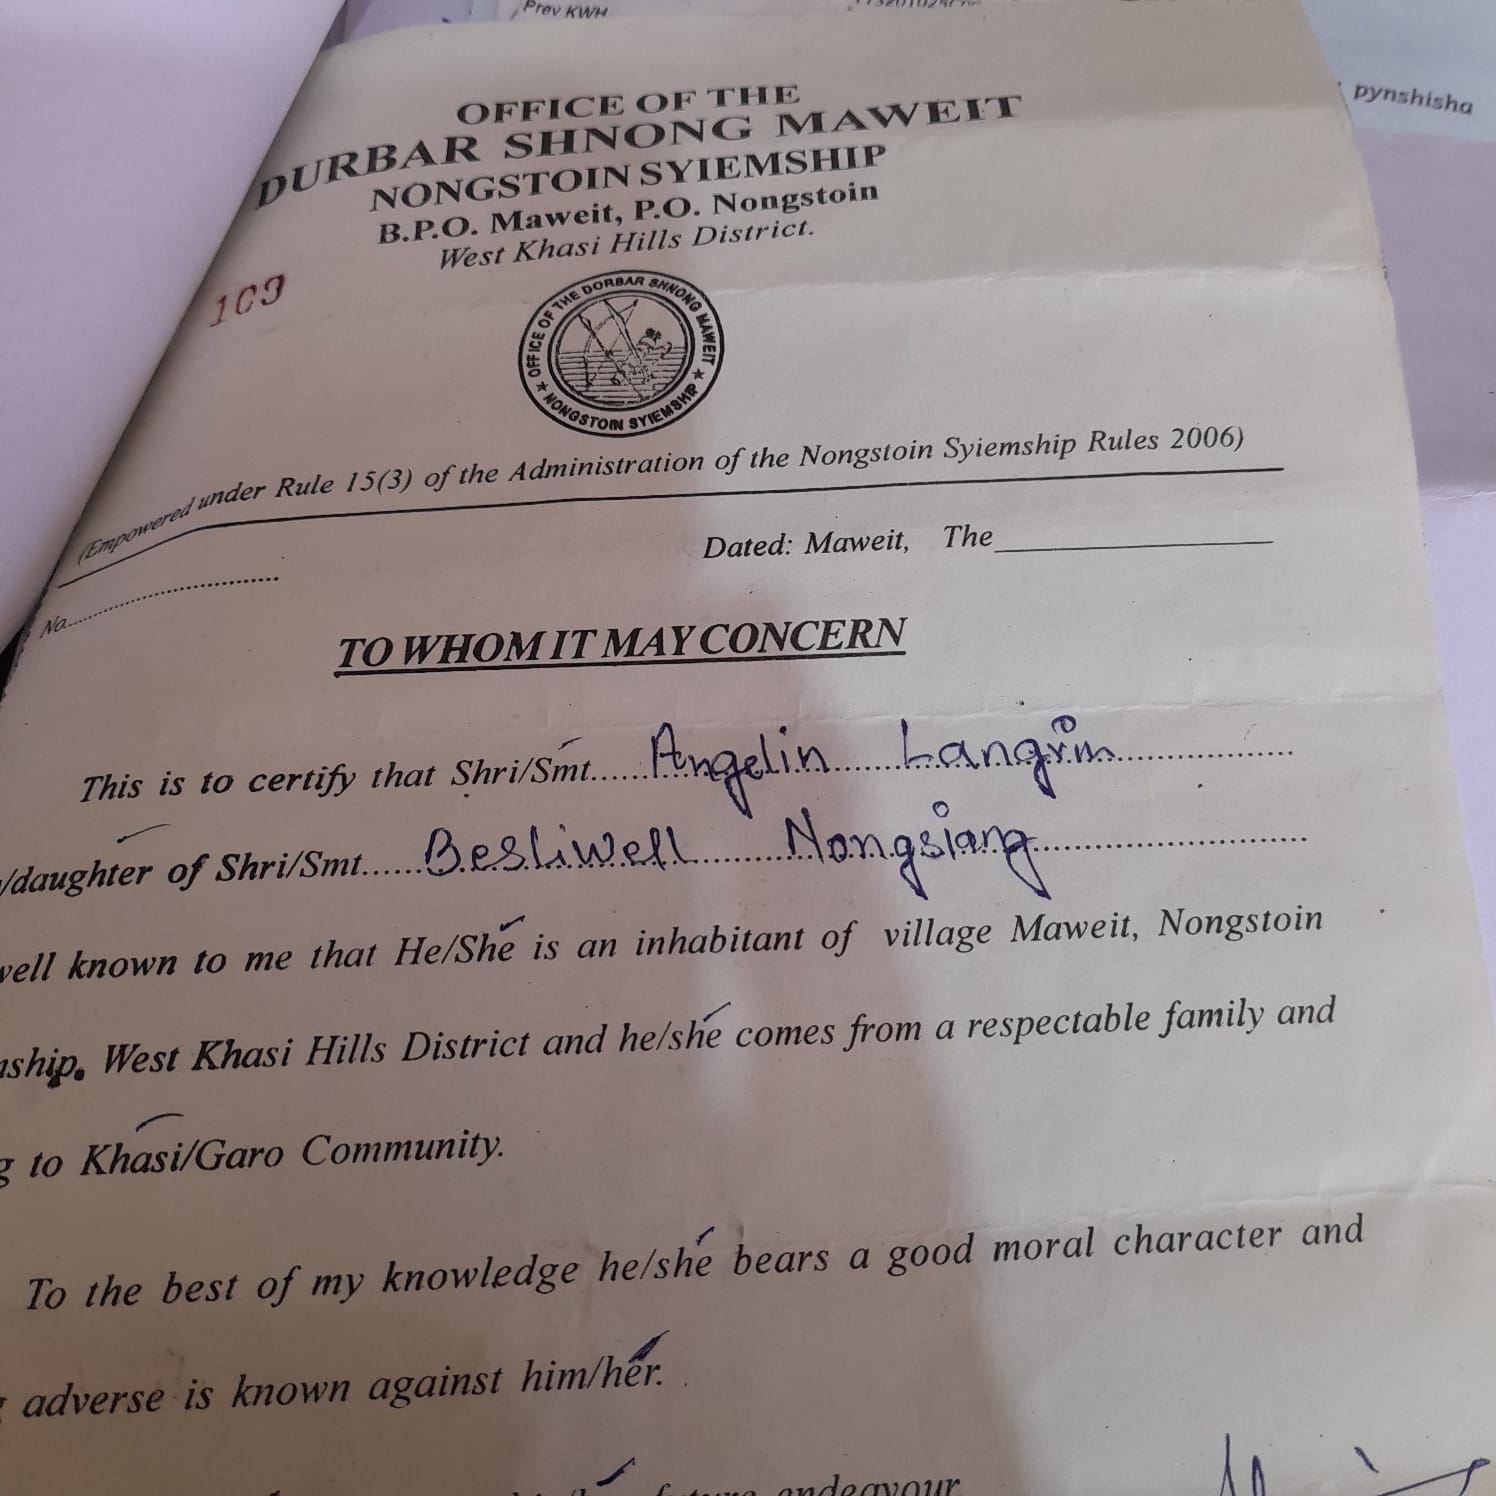 Prev KWH
pynshisha
OFFICE OF THE
DURBAR SHNONG MAWEIT
NONGSTOIN SYIEMSHIP
B.P.O. Maweit, P.O. Nongstoin
West Khasi Hills District.
109
OFFICE OF THE DORBAR SHNONG MAWEIT
★ NONGSTOIN SYIEMSHIP ★
(Empowered under Rule 15(3) of the Administration of the Nongstoin Syiemship Rules 2006)
Dated: Maweit, The
No.
TO WHOM IT MAY CONCERN
This is to certify that Shri/Smt......Angelin Langrin
/daughter of Shri/Smt......Besliwell Nongsiang
well known to me that He/She is an inhabitant of village Maweit, Nongstoin
ship. West Khasi Hills District and he/she comes from a respectable family and
g to Khasi/Garo Community.
To the best of my knowledge he/she bears a good moral character and
adverse is known against him/her.
future endeavour